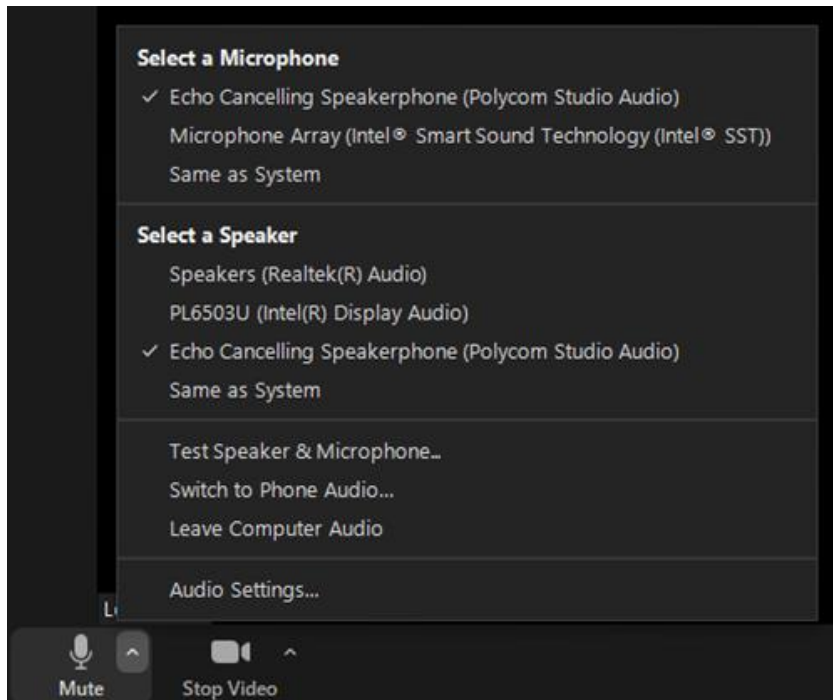 Select a Microphone
✓ Echo Cancelling Speakerphone (Polycom Studio Audio)
Microphone Array (Intel® Smart Sound Technology (Intel® SST))
Same as System
Select a Speaker
Speakers (Realtek(R) Audio)
PL6503U (Intel(R) Display Audio)
✓ Echo Cancelling Speakerphone (Polycom Studio Audio)
Same as System
Test Speaker & Microphone...
Switch to Phone Audio...
Leave Computer Audio
Audio Settings...
Mute
Stop Video